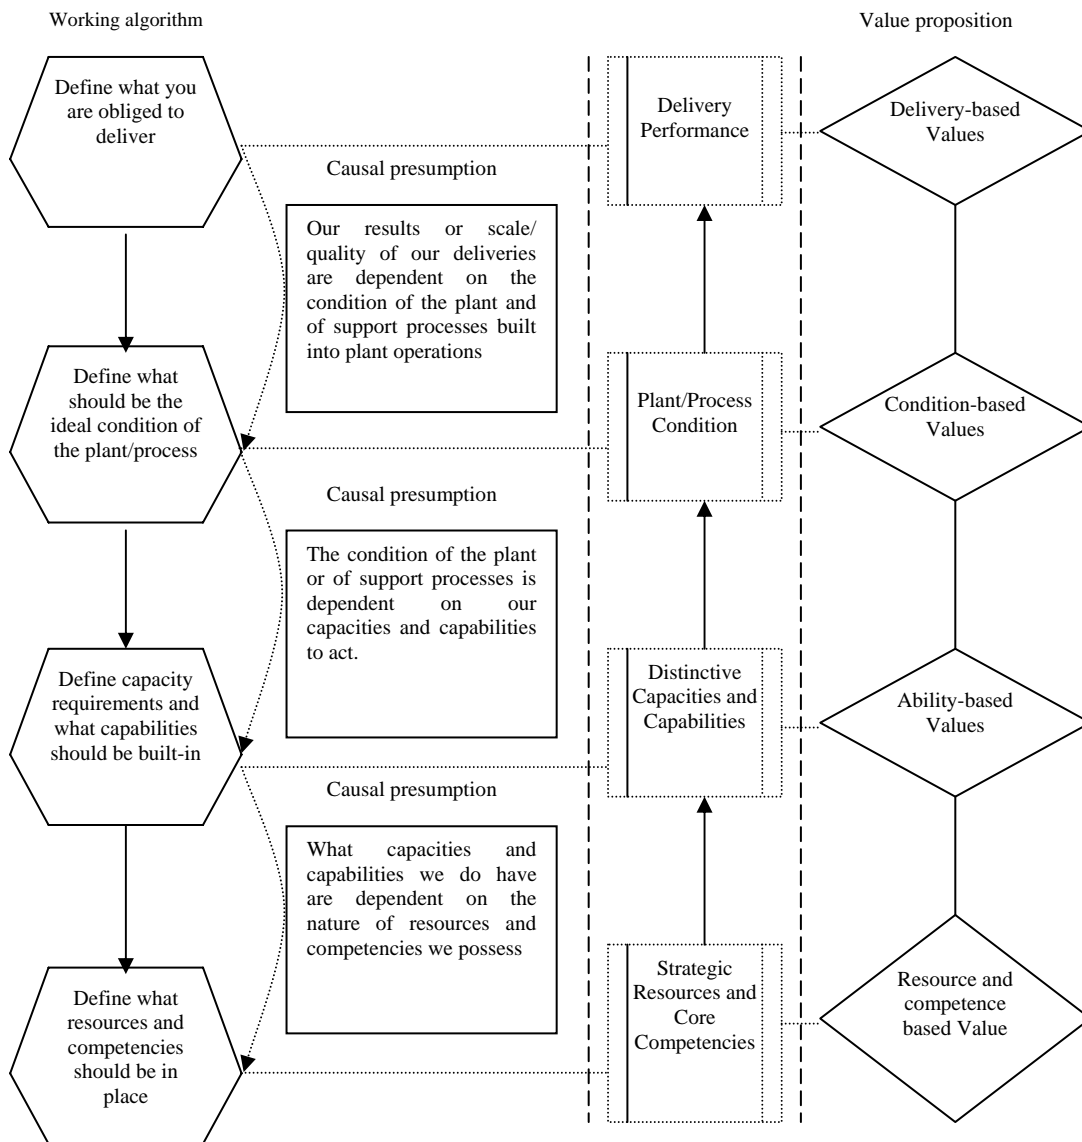 Working algorithm
Value proposition
Define what you
are obliged to
deliver
Delivery
Performance
Delivery-based
Values
Causal presumption
Our results or scale/
quality of our deliveries
are dependent on the
condition of the plant and
of support processes built
into plant operations
Define what
should be the
ideal condition of
the plant/process
Plant/Process
Condition
Condition-based
Values
Causal presumption
The condition of the plant
or of support processes is
dependent on our
capacities and capabilities
to act.
Define capacity
requirements and
what capabilities
should be built-in
Distinctive
Capacities and
Capabilities
Ability-based
Values
Causal presumption
What capacities and
capabilities we do have
are dependent on the
nature of resources and
competencies we possess
Define what
resources and
competencies
should be in
place
Strategic
Resources and
Core
Competencies
Resource and
competence
based Value